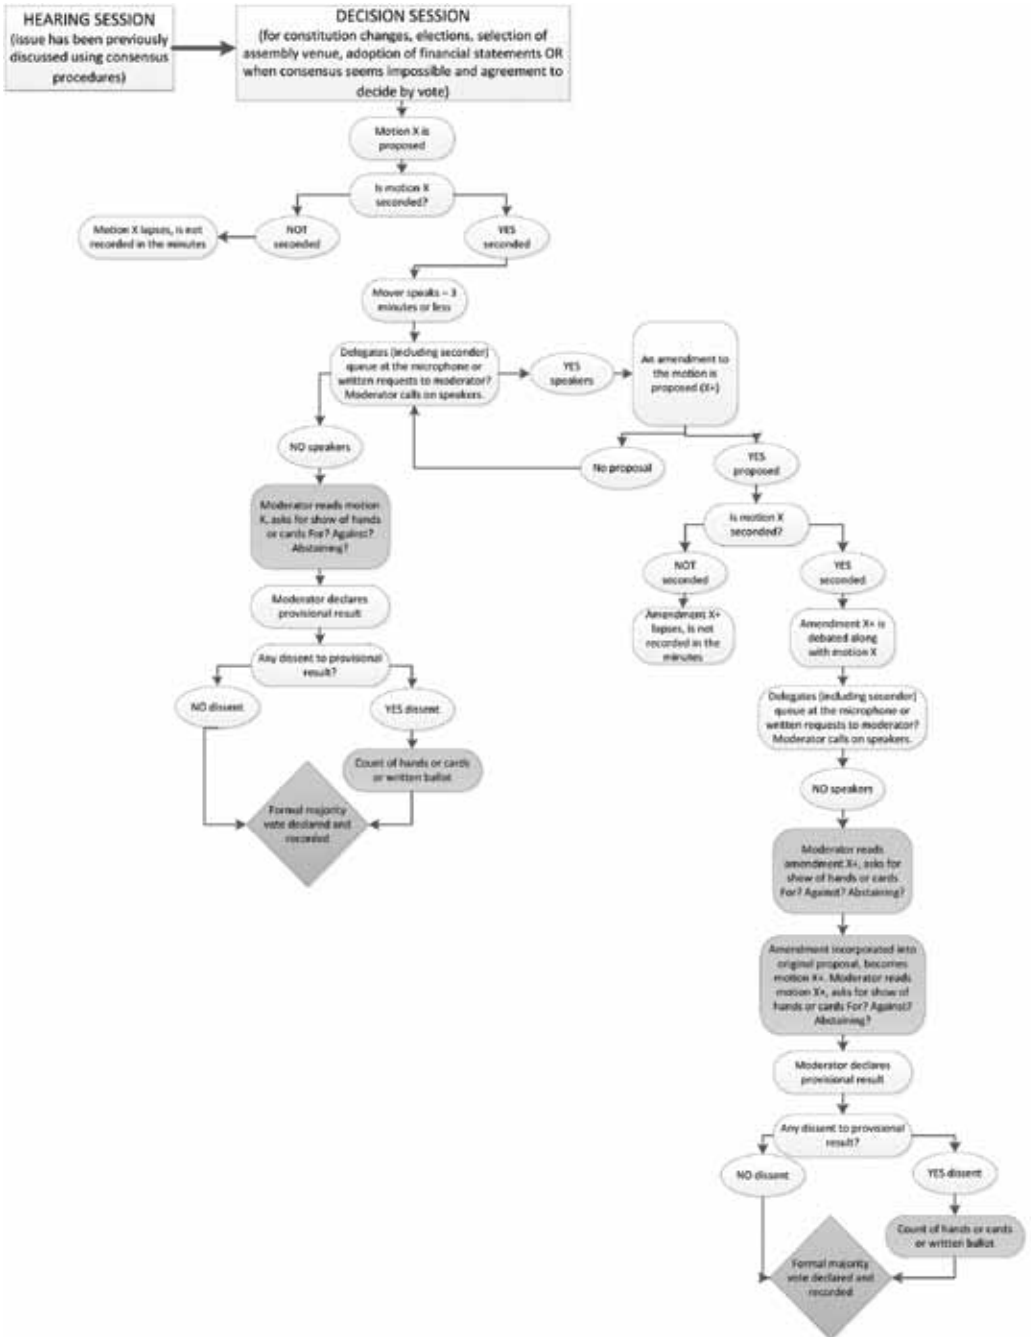 HEARING SESSION
(issue has been previously
discussed using consensus
procedures)
DECISION SESSION
(for constitution changes, elections, selection of
assembly venue, adoption of financial statements OR
when consensus seems impossible and agreement to
decide by vote)
Motion X is
proposed
Is motion X
seconded?
Motion X lapses, is not
recorded in the minutes
NOT
seconded
YES
seconded
Mover speaks – 3
minutes or less
Delegates (including seconder)
queue at the microphone or
written requests to moderator?
Moderator calls on speakers.
YES
speakers
An amendment to
the motion is
proposed (X+)
NO speakers
No proposal
YES
proposed
Moderator reads motion
X, asks for show of hands
or cards For? Against?
Abstaining?
Is motion X
seconded?
NOT
seconded
YES
seconded
Moderator declares
provisional result
Amendment X+
lapses, is not
recorded in the
minutes
Amendment X+ is
debated along
with motion X
Any dissent to provisional
result?
NO dissent
YES dissent
Delegates (including seconder)
queue at the microphone or
written requests to moderator?
Moderator calls on speakers.
Count of hands or cards
or written ballot
NO speakers
Formal majority
vote declared and
recorded
Moderator reads
amendment X+, asks for
show of hands or cards
For? Against? Abstaining?
Amendment incorporated into
original proposal, becomes
motion X+. Moderator reads
motion X+, asks for show of
hands or cards For? Against?
Abstaining?
Moderator declares
provisional result
Any dissent to provisional
result?
NO dissent
YES dissent
Count of hands or cards
or written ballot
Formal majority
vote declared and
recorded